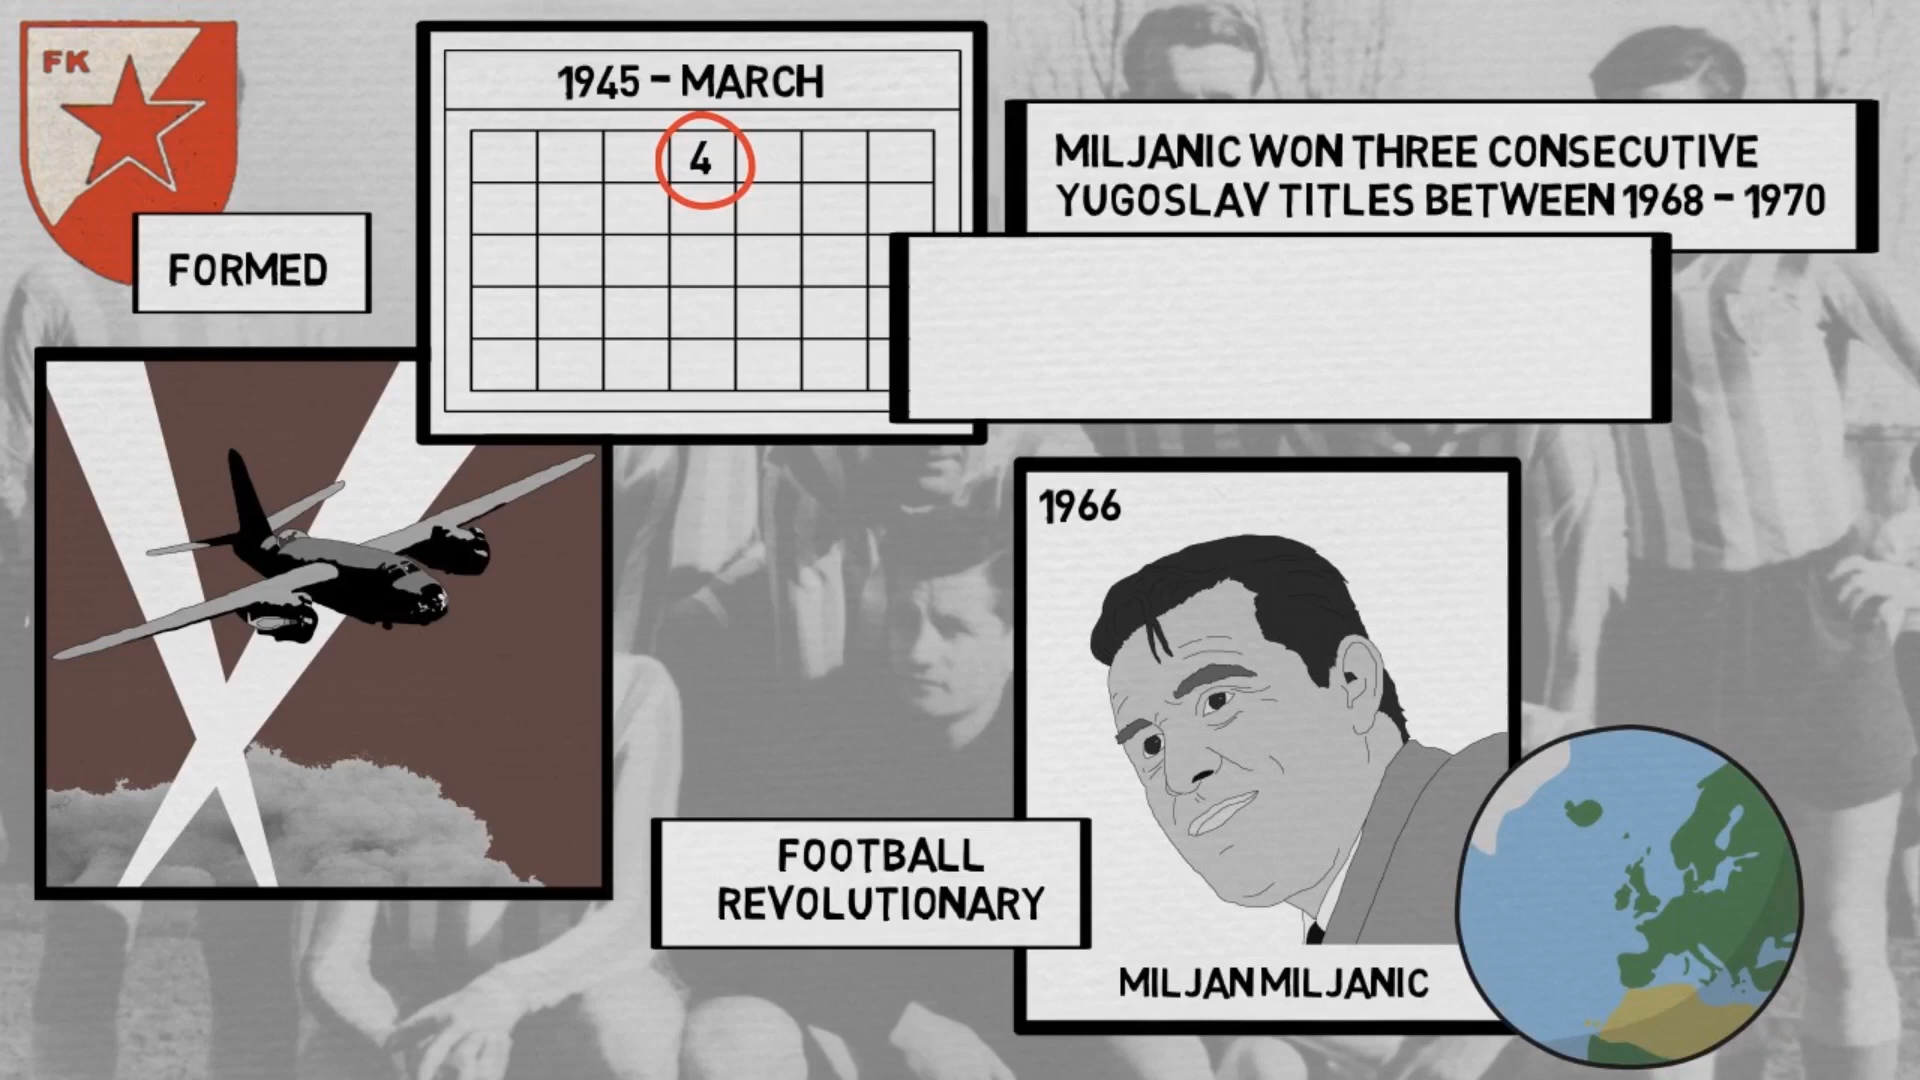 FK
FORMED
1945 - MARCH
4
MILJANIC WON THREE CONSECUTIVE
YUGOSLAV TITLES BETWEEN 1968 - 1970
1966
FOOTBALL
REVOLUTIONARY
MILJAN MILJANIC